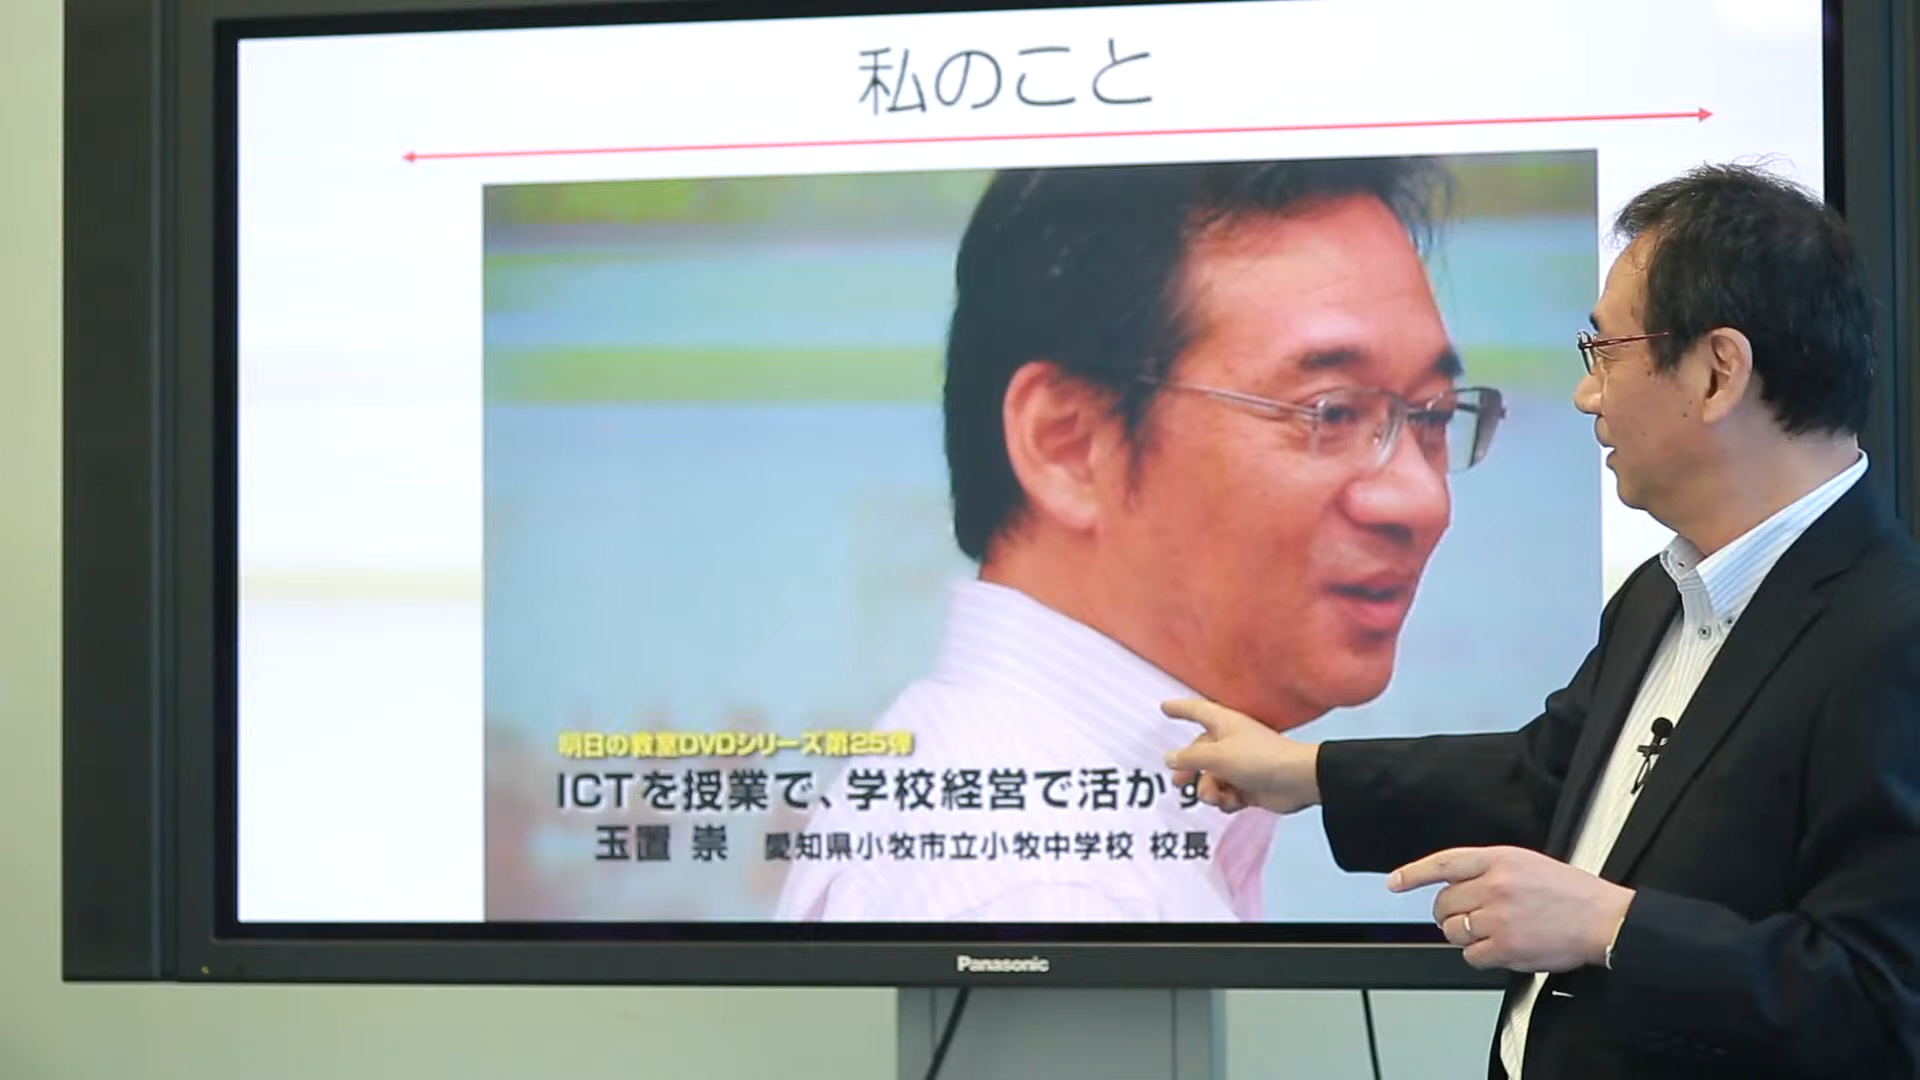 私のこと
明日の教室DVDシリーズ第25弾
ICTを授業で、学校経営で活かす
玉置 崇 愛知県小牧市立小牧中学校 校長
Panasonic